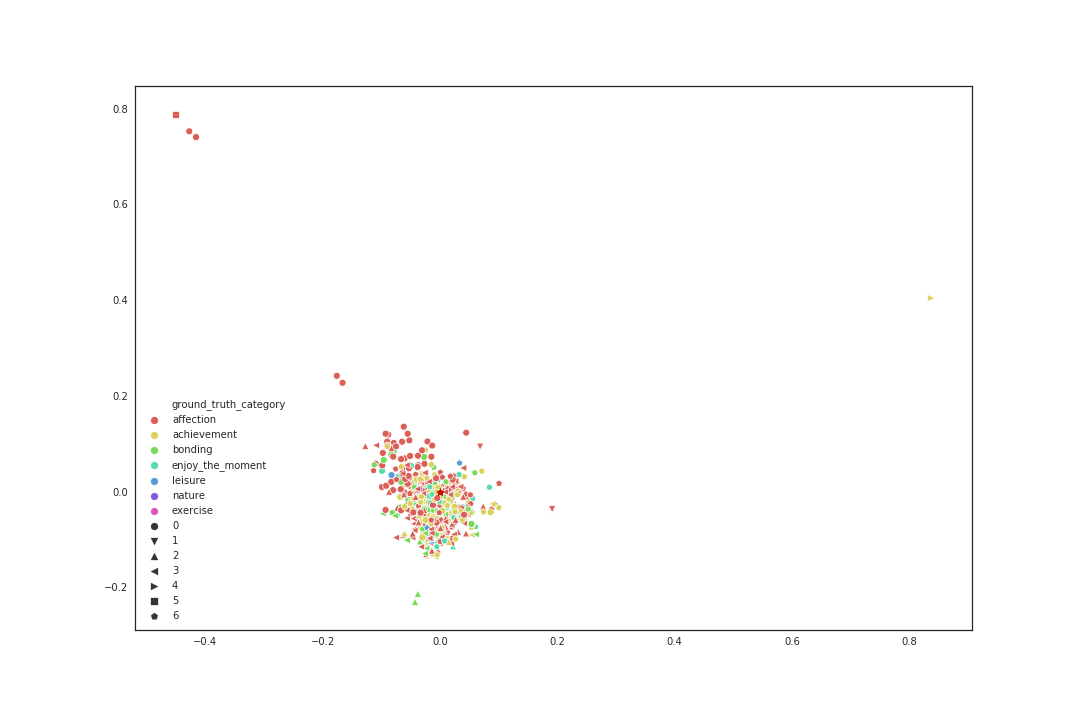 0.8
0.6
0.4
0.2
0.0
−0.2
ground_truth_category
affection
achievement
bonding
enjoy_the_moment
leisure
nature
exercise
0
1
2
3
4
5
6
−0.4
−0.2
0.0
0.2
0.4
0.6
0.8